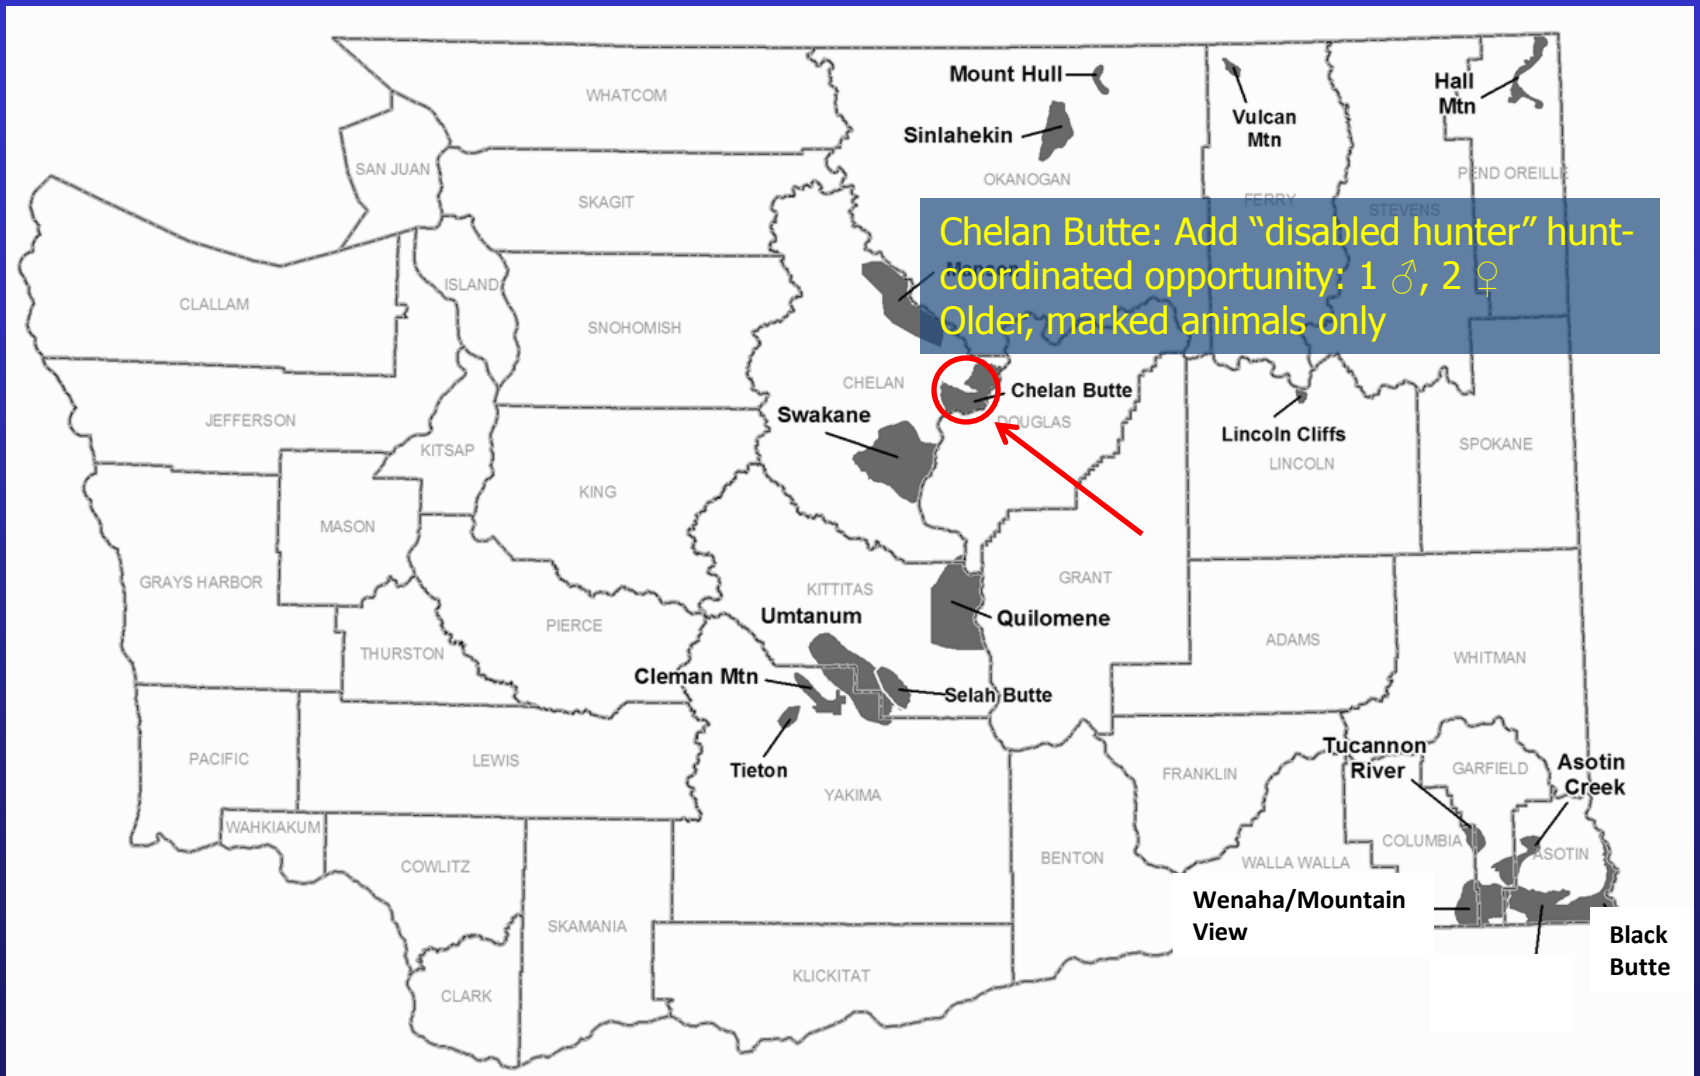 Mount Hull
Hall
Mtn
WHATCOM
Vulcan
Mtn
Sinlahekin
SAN JUAN
OKANOGAN
PEND OREILLE
SKAGIT
FERRY
STEVENS
Chelan Butte: Add “disabled hunter” hunt-
coordinated opportunity: 1 ♂, 2 ♀
Older, marked animals only
ISLAND
CLALLAM
SNOHOMISH
CHELAN
Chelan Butte
Swakane
DOUGLAS
JEFFERSON
KITSAP
Lincoln Cliffs
LINCOLN
SPOKANE
KING
MASON
GRAYS HARBOR
KITTITAS
GRANT
Umtanum
Quilomene
PIERCE
ADAMS
THURSTON
WHITMAN
Cleman Mtn
Selah Butte
PACIFIC
LEWIS
Tieton
YAKIMA
FRANKLIN
Tucannon
River
GARFIELD
Asotin
Creek
WAHKIAKUM
COWLITZ
BENTON
WALLA WALLA
COLUMBIA
ASOTIN
SKAMANIA
Wenaha/Mountain
View
Black
Butte
KLICKITAT
CLARK